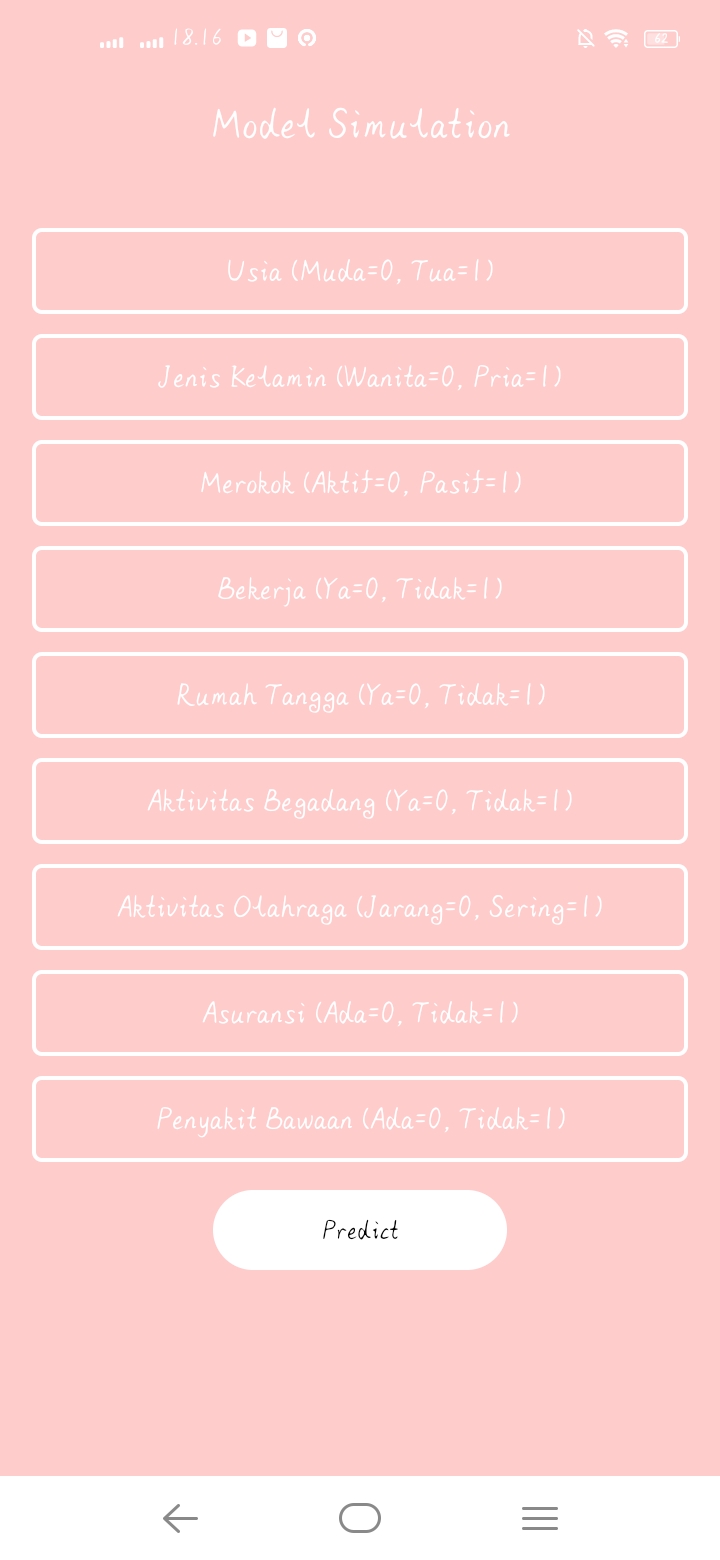 18.16
62
Model Simulation
Usia (Muda=0, Tua=1)
Jenis Kelamin (Wanita=0, Pria=1)
Merokok (Aktif=0, Pasif=1)
Bekerja (Ya=0, Tidak=1)
Rumah Tangga (Ya=0, Tidak=1)
Aktivitas Begadang (Ya=0, Tidak=1)
Aktivitas Olahraga (Jarang=0, Sering=1)
Asuransi (Ada=0, Tidak=1)
Penyakit Bawaan (Ada=0, Tidak=1)
Predict